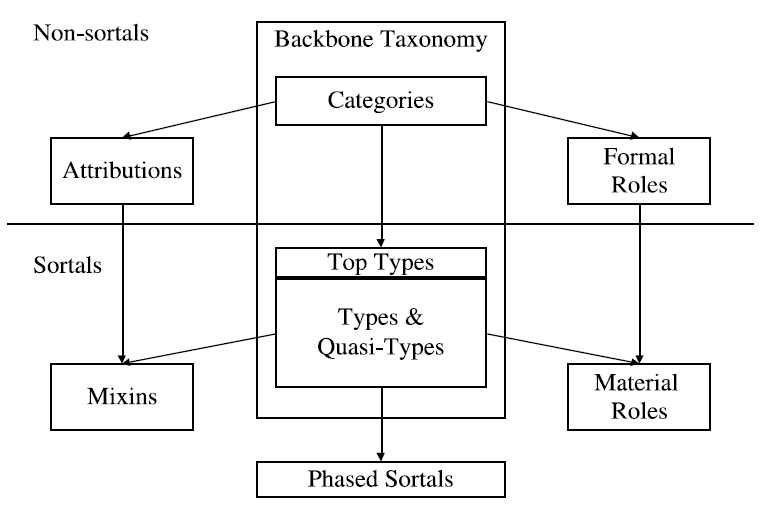 Non-sortals
Backbone Taxonomy
Categories
Attributions
Formal
Roles
Sortals
Top Types
Types &
Quasi-Types
Mixins
Material
Roles
Phased Sortals